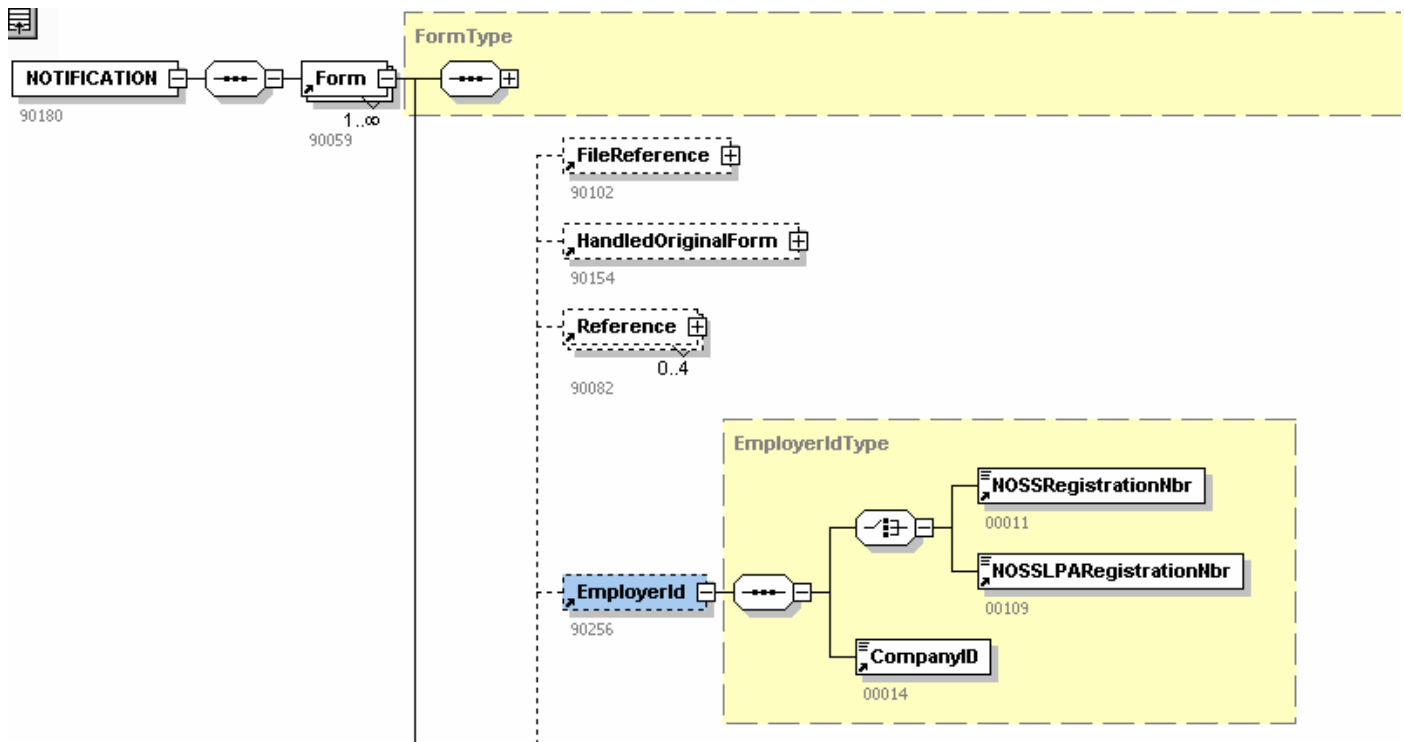 FormType
NOTIFICATION
Form
90180
1..∞
90059
FileReference
90102
HandledOriginalForm
90154
Reference
0..4
90082
EmployerIdType
NOSSRegistrationNbr
00011
NOSSLPARegistrationNbr
00109
EmployerId
90256
CompanyID
00014